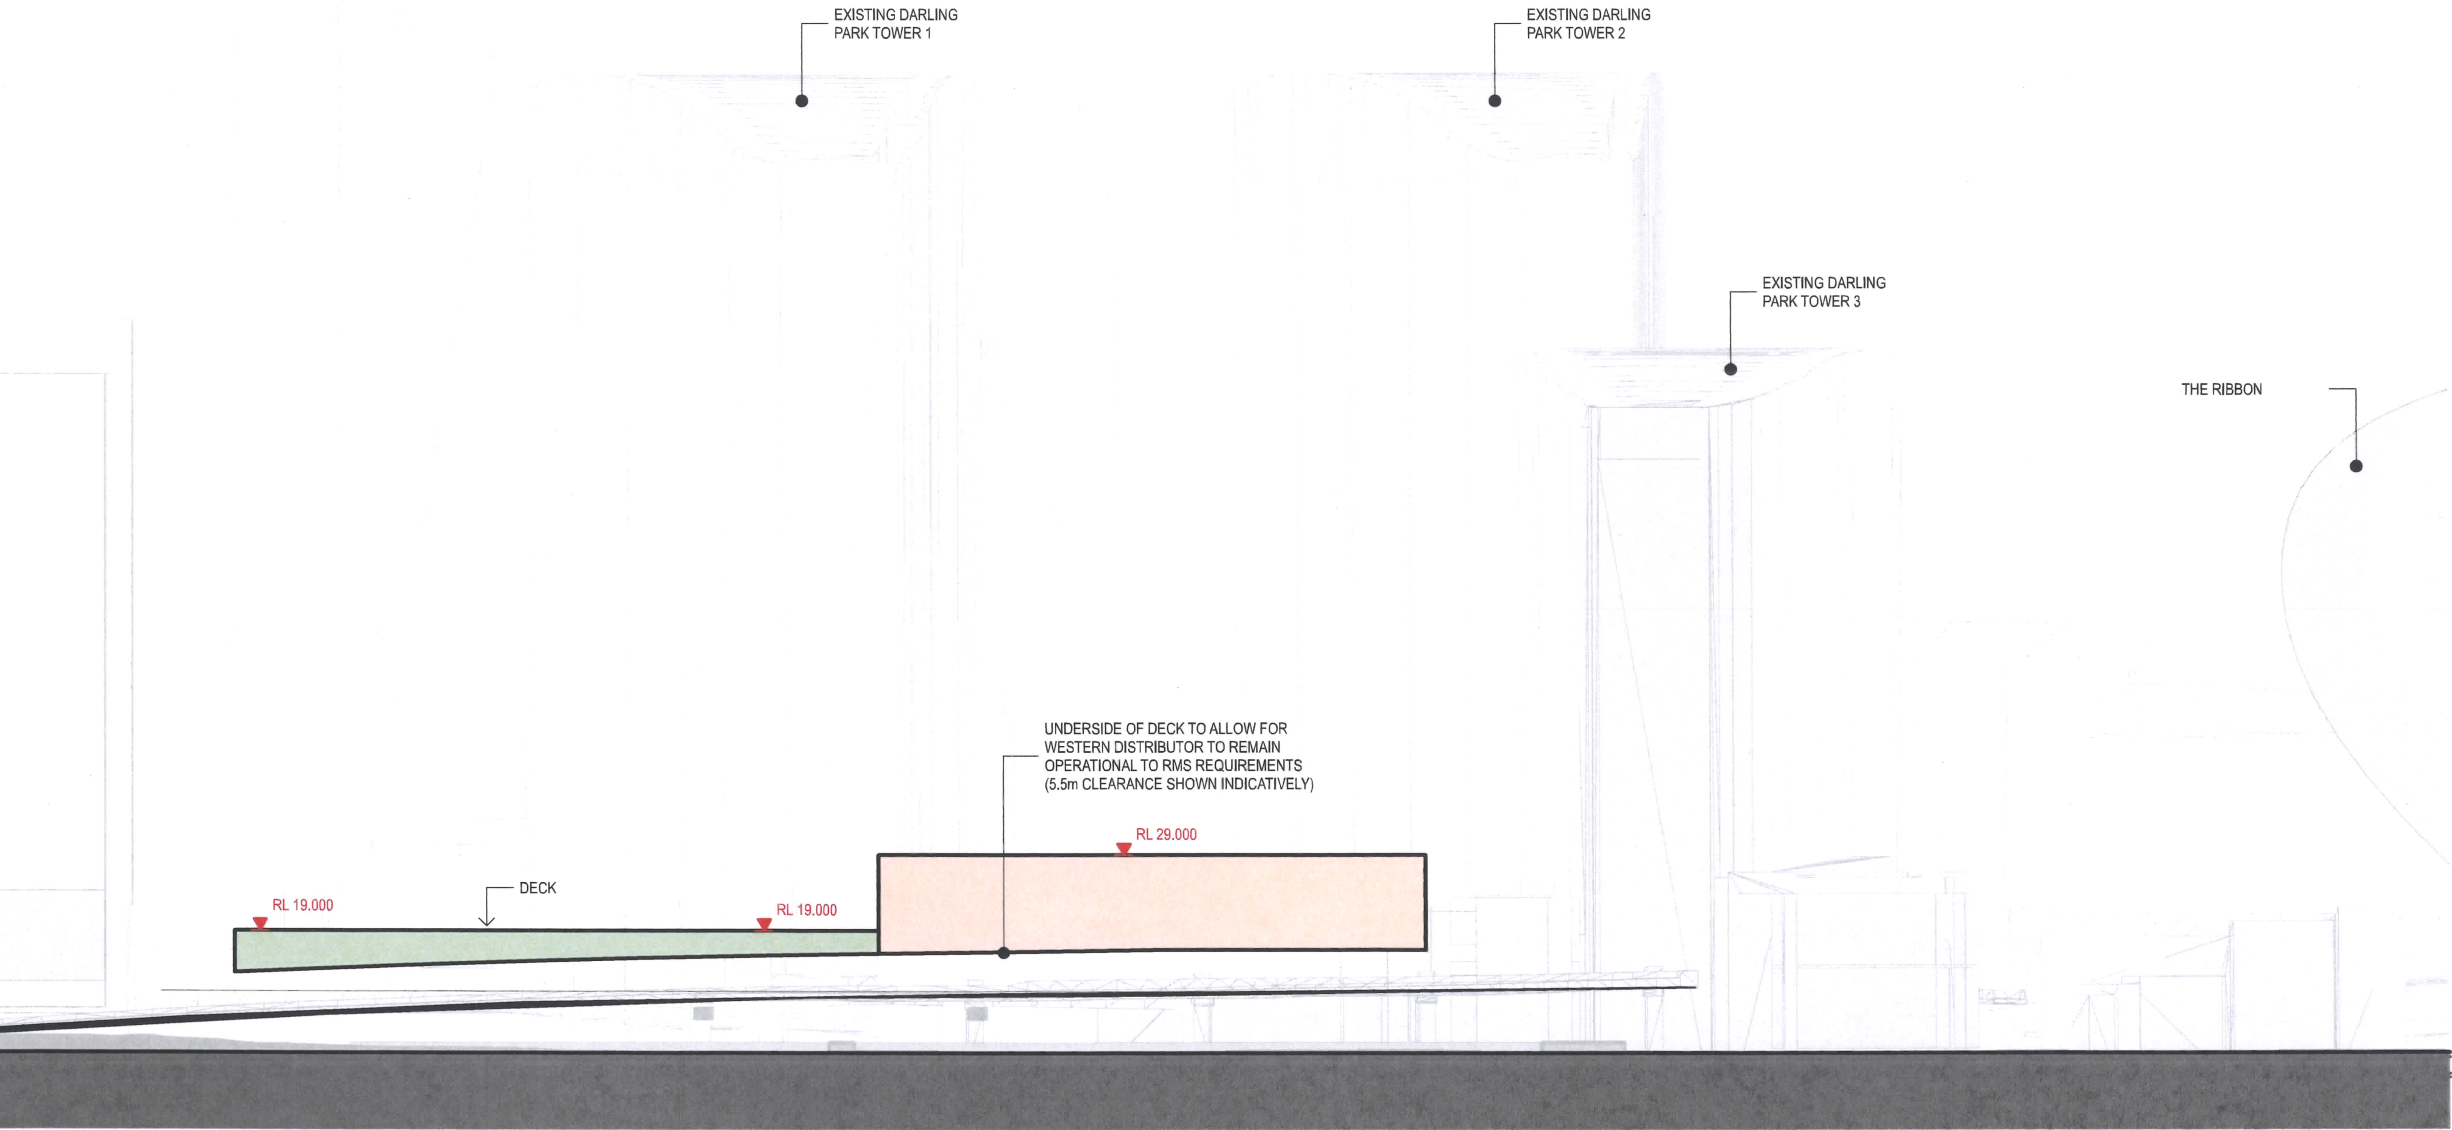 EXISTING DARLING
PARK TOWER 1
EXISTING DARLING
PARK TOWER 2
EXISTING DARLING
PARK TOWER 3
THE RIBBON
UNDERSIDE OF DECK TO ALLOW FOR
WESTERN DISTRIBUTOR TO REMAIN
OPERATIONAL TO RMS REQUIREMENTS
(5.5m CLEARANCE SHOWN INDICATIVELY)
RL 29.000
DECK
RL 19.000
RL 19.000